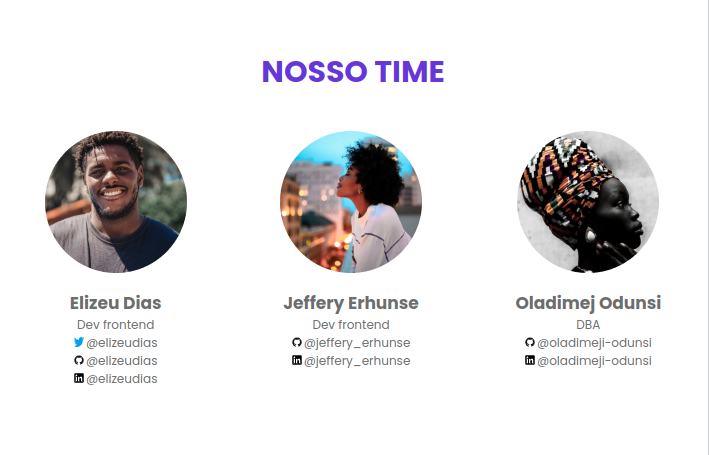 NOSSO TIME
Elizeu Dias
Dev frontend
@elizeudias
@elizeudias
@elizeudias
Jeffery Erhunse
Dev frontend
@jeffery_erhunse
@jeffery_erhunse
Oladimej Odunsi
DBA
@oladimeji-odunsi
@oladimeji-odunsi